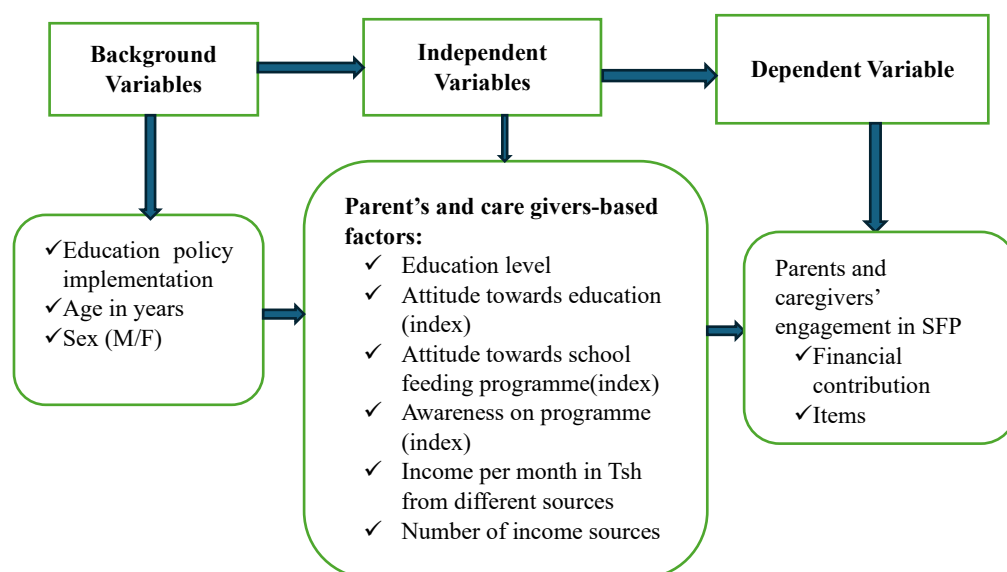 Background
Variables
Independent
Variables
Dependent Variable
✓Education policy
implementation
✓Age in years
✓Sex (M/F)
Parent’s and care givers-based
factors:
✓ Education level
✓ Attitude towards education
(index)
✓ Attitude towards school
feeding programme(index)
✓ Awareness on programme
(index)
✓ Income per month in Tsh
from different sources
✓ Number of income sources
Parents and
caregivers’
engagement in SFP
✓Financial
contribution
✓Items